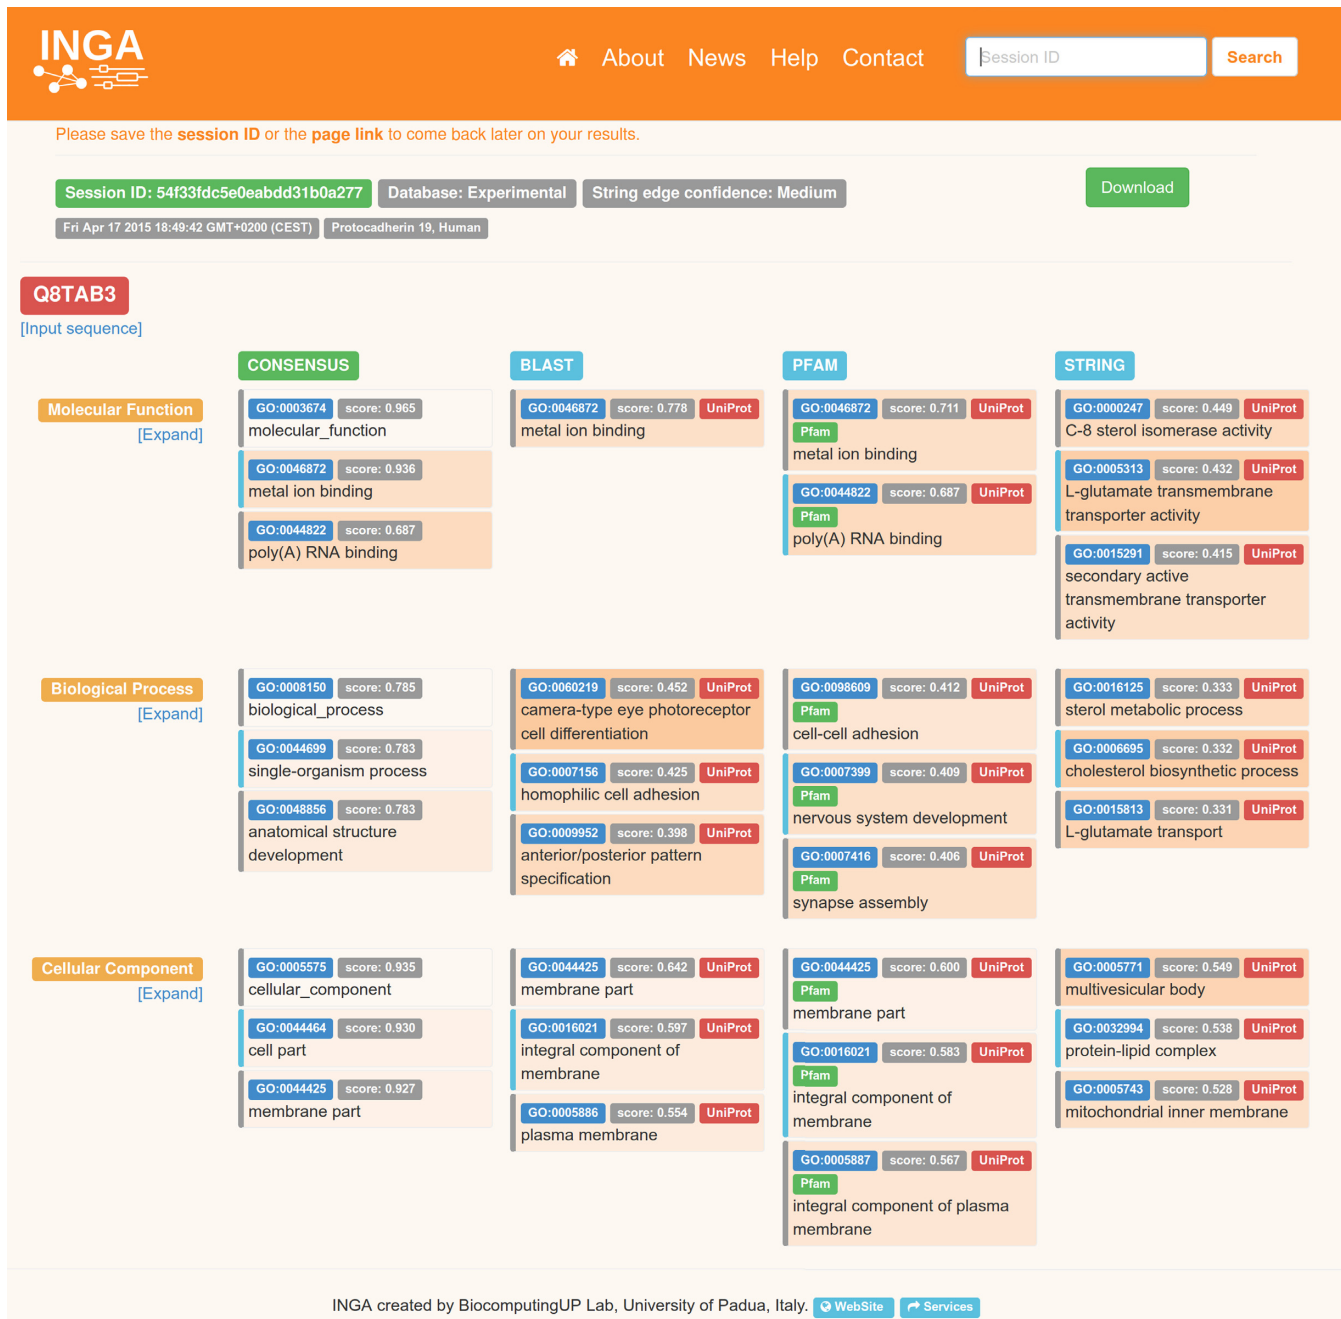 INGA
About News Help Contact Session ID Search
Please save the session ID or the page link to come back later on your results.
Session ID: 54f33fdc5e0eabdd31b0a277 Database: Experimental String edge confidence: Medium Download
Fri Apr 17 2015 18:49:42 GMT+0200 (CEST) Protocadherin 19, Human
Q8TAB3
[Input sequence]
CONSENSUS BLAST PFAM STRING
Molecular Function
[Expand]
GO:0003674 score: 0.965
molecular_function
GO:0046872 score: 0.936
metal ion binding
GO:0044822 score: 0.687
poly(A) RNA binding
GO:0046872 score: 0.778 UniProt
metal ion binding
GO:0046872 score: 0.711 UniProt
Pfam
metal ion binding
GO:0044822 score: 0.687 UniProt
Pfam
poly(A) RNA binding
GO:0000247 score: 0.449 UniProt
C-8 sterol isomerase activity
GO:0005313 score: 0.432 UniProt
L-glutamate transmembrane
transporter activity
GO:0015291 score: 0.415 UniProt
secondary active
transmembrane transporter
activity
Biological Process
[Expand]
GO:0008150 score: 0.785
biological_process
GO:0044699 score: 0.783
single-organism process
GO:0048856 score: 0.783
anatomical structure
development
GO:0060219 score: 0.452 UniProt
camera-type eye photoreceptor
cell differentiation
GO:0007156 score: 0.425 UniProt
homophilic cell adhesion
GO:0009952 score: 0.398 UniProt
anterior/posterior pattern
specification
GO:0098609 score: 0.412 UniProt
Pfam
cell-cell adhesion
GO:0007399 score: 0.409 UniProt
Pfam
nervous system development
GO:0007416 score: 0.406 UniProt
Pfam
synapse assembly
GO:0016125 score: 0.333 UniProt
sterol metabolic process
GO:0006695 score: 0.332 UniProt
cholesterol biosynthetic process
GO:0015813 score: 0.331 UniProt
L-glutamate transport
Cellular Component
[Expand]
GO:0005575 score: 0.935
cellular_component
GO:0044464 score: 0.930
cell part
GO:0044425 score: 0.927
membrane part
GO:0044425 score: 0.642 UniProt
membrane part
GO:0016021 score: 0.597 UniProt
integral component of
membrane
GO:0005886 score: 0.554 UniProt
plasma membrane
GO:0044425 score: 0.600 UniProt
Pfam
membrane part
GO:0016021 score: 0.583 UniProt
Pfam
integral component of
membrane
GO:0005887 score: 0.567 UniProt
Pfam
integral component of plasma
membrane
GO:0005771 score: 0.549 UniProt
multivesicular body
GO:0032994 score: 0.538 UniProt
protein-lipid complex
GO:0005743 score: 0.528 UniProt
mitochondrial inner membrane
INGA created by BiocomputingUP Lab, University of Padua, Italy. WebSite Services